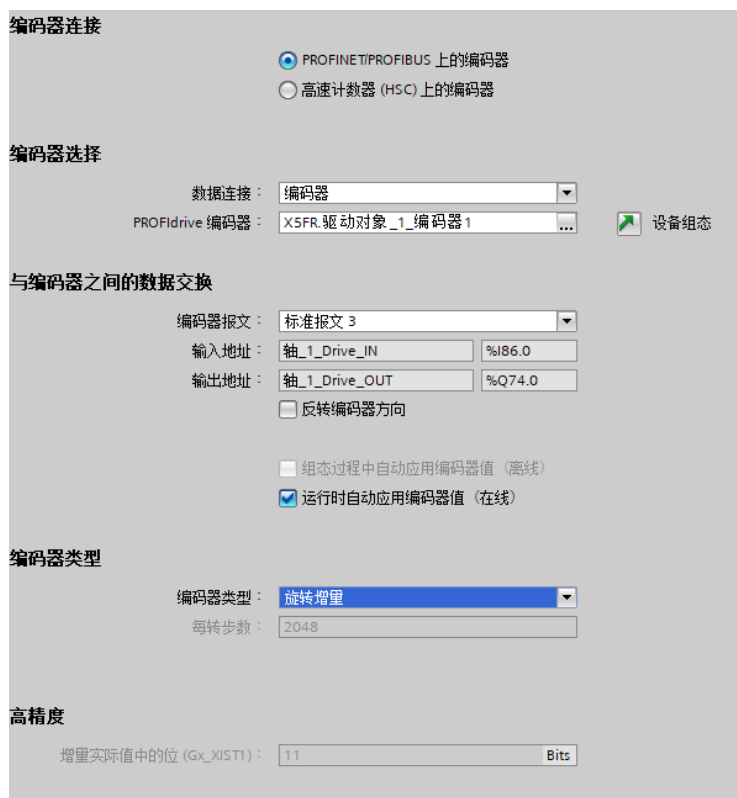 编码器连接
PROFINET/PROFIBUS 上的编码器
高速计数器 (HSC) 上的编码器
编码器选择
数据连接： 编码器
PROFIdrive 编码器： X5FR.驱动对象_1_编码器1 ... 设备组态
与编码器之间的数据交换
编码器报文： 标准报文 3
输入地址： 轴_1_Drive_IN %I86.0
输出地址： 轴_1_Drive_OUT %Q74.0
反转编码器方向
组态过程中自动应用编码器值（离线）
运行时自动应用编码器值（在线）
编码器类型
编码器类型： 旋转增量
每转步数： 2048
高精度
增量实际值中的位 (Gx_XIST1)： 11 Bits